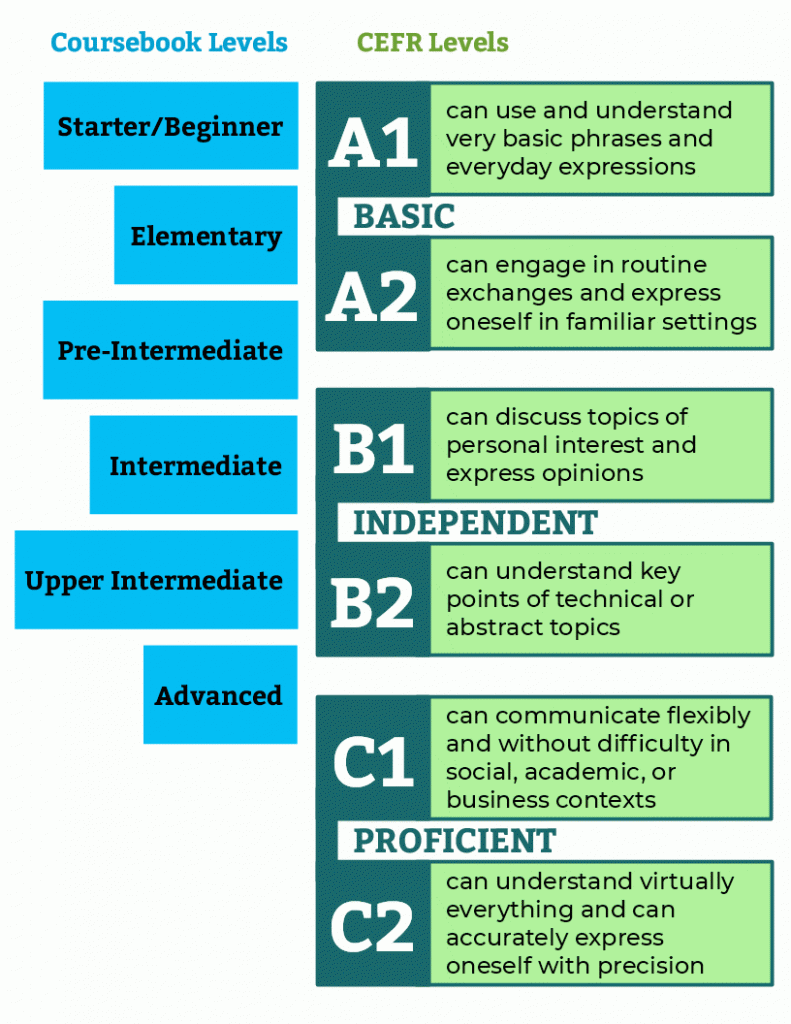 Coursebook Levels
CEFR Levels
Starter/Beginner
Elementary
Pre-Intermediate
Intermediate
Upper Intermediate
Advanced
A1
can use and understand
very basic phrases and
everyday expressions
BASIC
A2
can engage in routine
exchanges and express
oneself in familiar settings
B1
can discuss topics of
personal interest and
express opinions
INDEPENDENT
B2
can understand key
points of technical or
abstract topics
C1
can communicate flexibly
and without difficulty in
social, academic, or
business contexts
PROFICIENT
C2
can understand virtually
everything and can
accurately express
oneself with precision